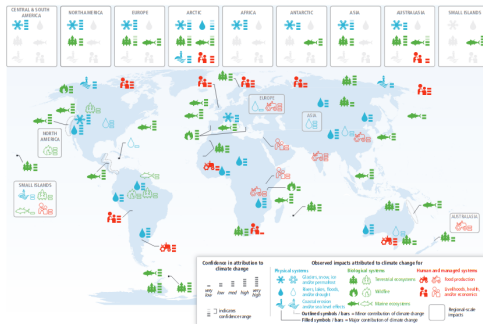 CENTRAL & SOUTH AMERICA
NORTH AMERICA
EUROPE
ARCTIC
AFRICA
ANTARCTIC
ASIA
AUSTRALASIA
SMALL ISLANDS
EUROPE
ASIA
NORTH AMERICA
SMALL ISLANDS
AUSTRALASIA
Confidence in attribution to climate change
very low
low
med
high
very high
indicates confidence range
Observed impacts attributed to climate change for
Physical systems
Glaciers, snow, ice and/or permafrost
Rivers, lakes, floods and/or drought
Coastal erosion and/or sea level effects
Biological systems
Terrestrial ecosystems
Wildfire
Marine ecosystems
Human and managed systems
Food production
Livelihoods, health, and/or economics
Outlined symbols / bars = Minor contribution of climate change
Filled symbols / bars = Major contribution of climate change
Regional-scale impacts